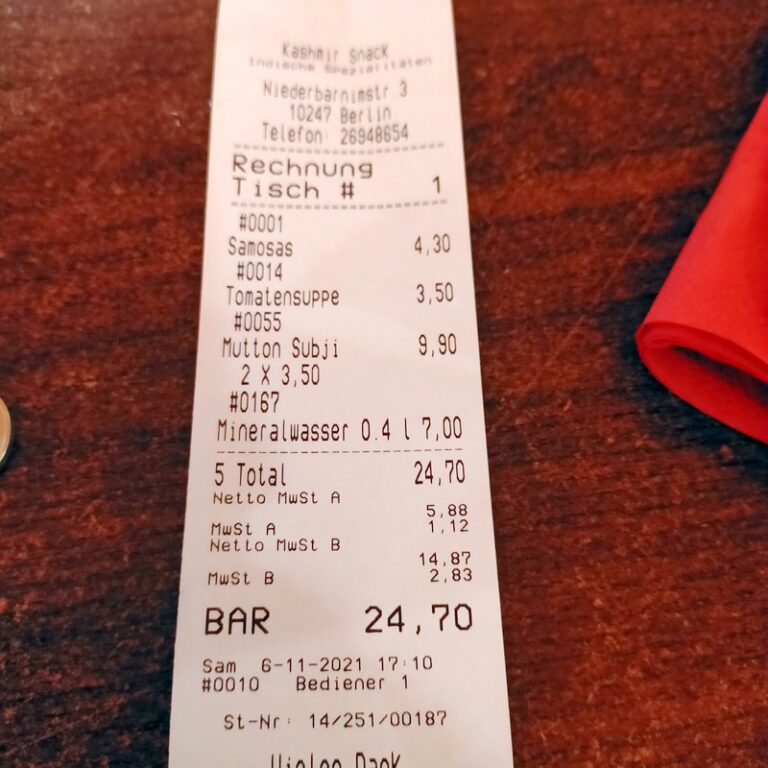 Kashmir Snack
Indische Spezialitäten
Niederbarnimstr.3
10247 Berlin
Telefon: 26948654
Rechnung
Tisch # 1
#0001
Samosas 4,30
#0014
Tomatensuppe 3,50
#0055
Mutton Subji 9,90
2 X 3,50
#0167
Mineralwasser 0.4 l 7,00
5 Total 24,70
Netto MwSt A
5,88
MwSt A 1,12
Netto MwSt B
14,87
MwSt B 2,83
BAR 24,70
Sam 6-11-2021 17:10
#0010 Bediener 1
St-Nr: 14/251/00187
Vielen Dank